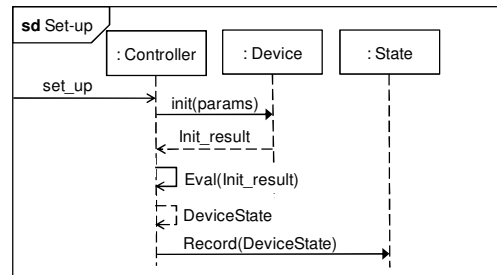 sd Set-up
: Controller
: Device
: State
set_up
init(params)
Init_result
Eval(Init_result)
DeviceState
Record(DeviceState)